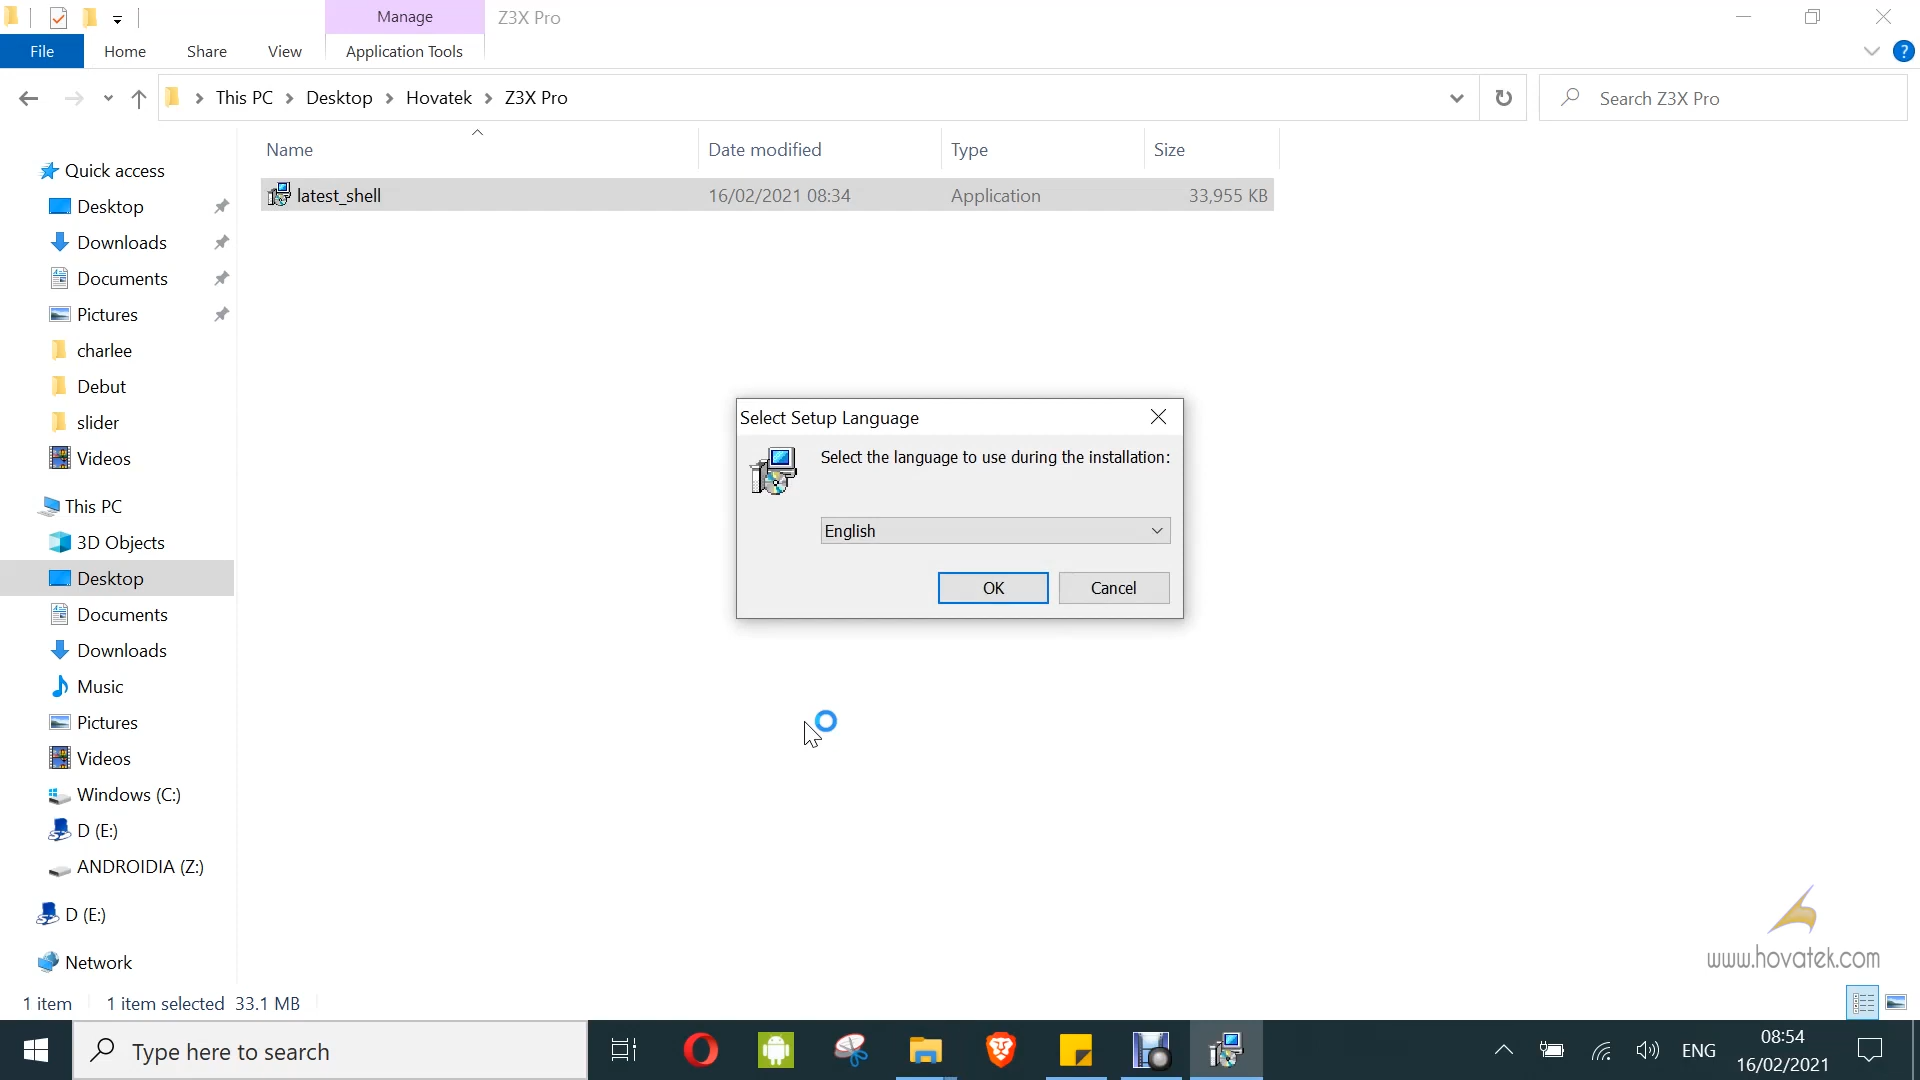 Manage
Z3X Pro
File
Home
Share
View
Application Tools
?
This PC
Desktop
Hovatek
Z3X Pro
Search Z3X Pro
Name
Date modified
Type
Size
latest_shell
16/02/2021 08:34
Application
33,955 KB
Quick access
Desktop
Downloads
Documents
Pictures
charlee
Debut
slider
Videos
This PC
3D Objects
Desktop
Documents
Downloads
Music
Pictures
Videos
Windows (C:)
D (E:)
ANDROIDIA (Z:)
D (E:)
Network
Select Setup Language
Select the language to use during the installation:
English
OK
Cancel
www.hovatek.com
1 item
1 item selected 33.1 MB
Type here to search
ENG
08:54
16/02/2021